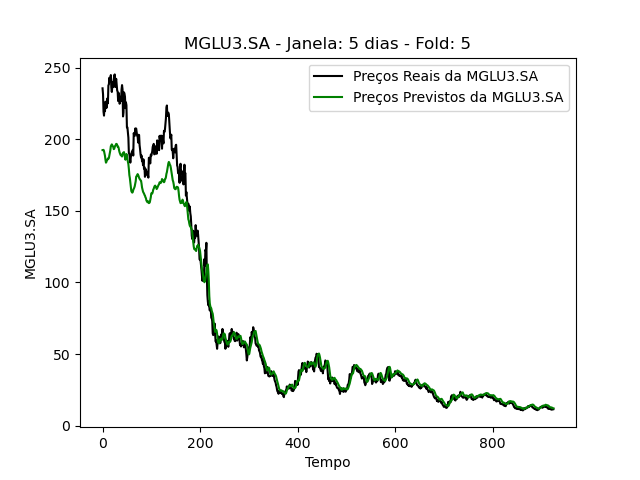 MGLU3.SA - Janela: 5 dias - Fold: 5
Preços Reais da MGLU3.SA
Preços Previstos da MGLU3.SA
250
200
150
100
50
0
MGLU3.SA
0 200 400 600 800
Tempo